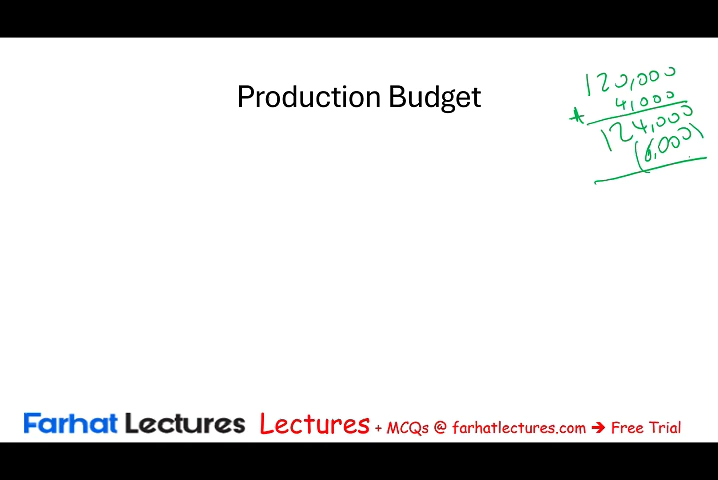 Production Budget
120,000
+ 4,000
124,000
(6,000)
Farhat Lectures Lectures + MCQs @ farhatlectures.com ➔ Free Trial